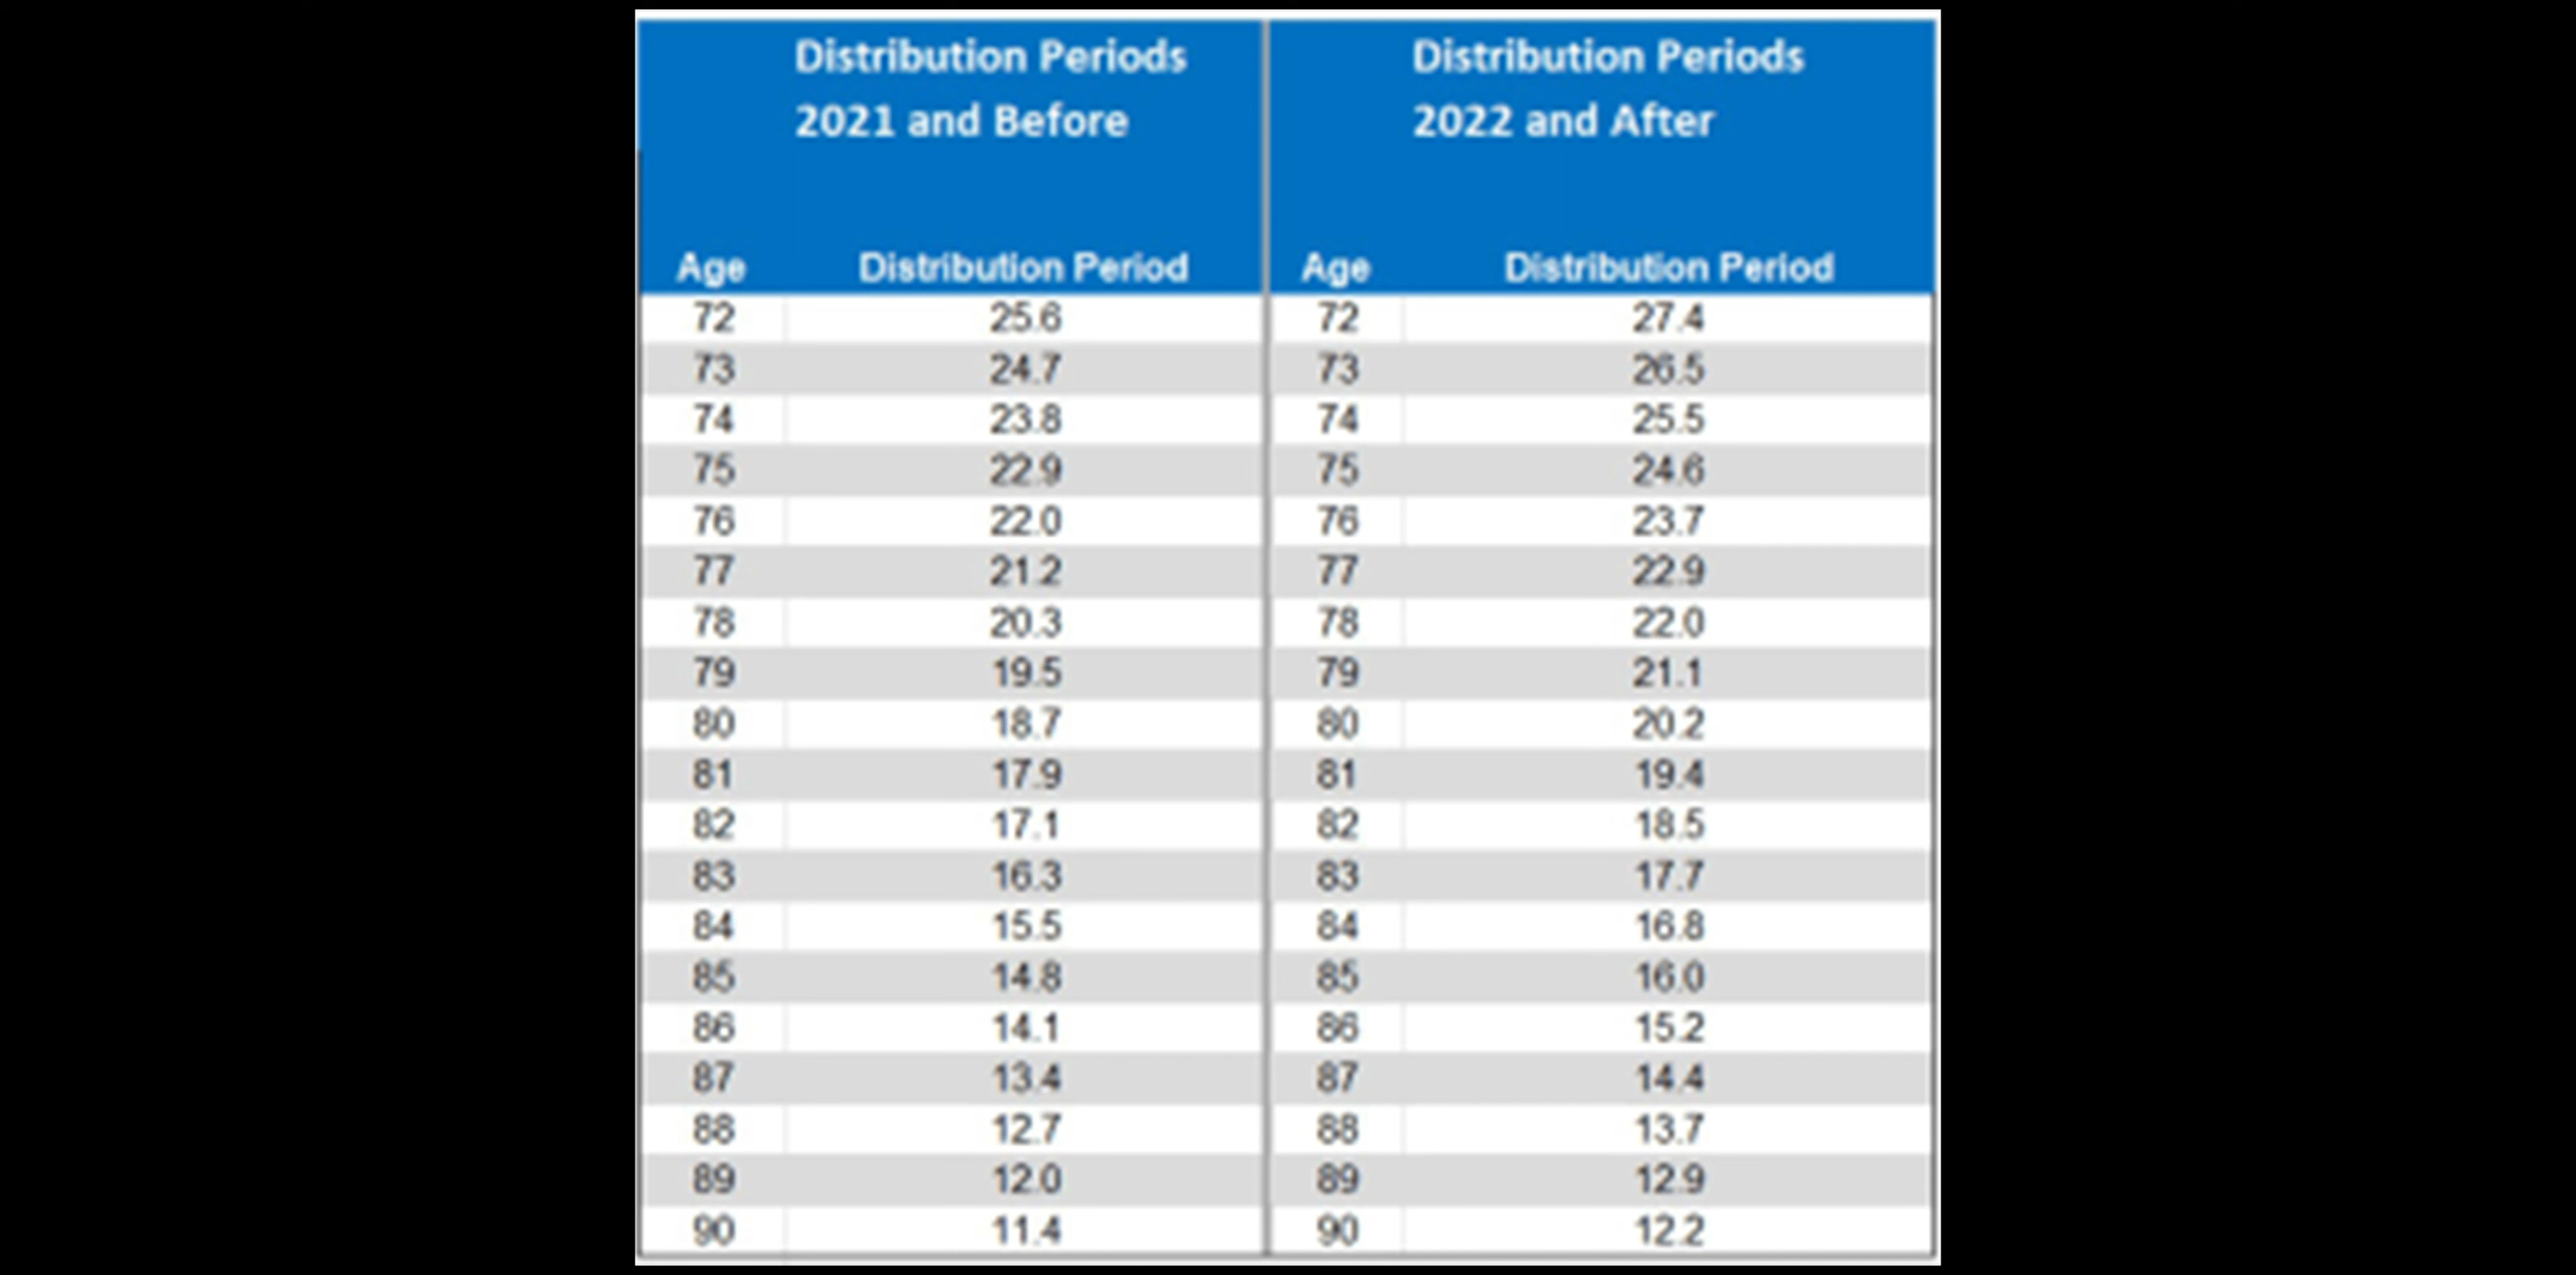 Distribution Periods Distribution Periods
2021 and Before 2022 and After
Age Distribution Period Age Distribution Period
72 25.6 72 27.4
73 24.7 73 26.5
74 23.8 74 25.5
75 22.9 75 24.6
76 22.0 76 23.7
77 21.2 77 22.9
78 20.3 78 22.0
79 19.5 79 21.1
80 18.7 80 20.2
81 17.9 81 19.4
82 17.1 82 18.5
83 16.3 83 17.7
84 15.5 84 16.8
85 14.8 85 16.0
86 14.1 86 15.2
87 13.4 87 14.4
88 12.7 88 13.7
89 12.0 89 12.9
90 11.4 90 12.2